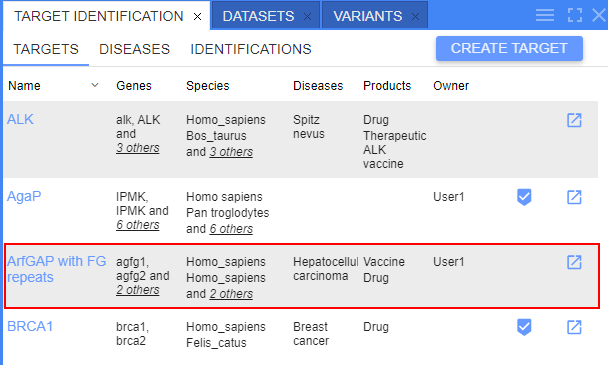 TARGET IDENTIFICATION DATASETS VARIANTS
TARGETS DISEASES IDENTIFICATIONS CREATE TARGET
Name Genes Species Diseases Products Owner
ALK alk, ALK Homo_sapiens Spitz Drug
and Bos_taurus nevus Therapeutic
3 others and 3 others ALK
vaccine
AgaP IPMK, Homo sapiens User1
IPMK and Pan troglodytes
6 others and 6 others
ArfGAP with FG agfg1, Homo_sapiens Hepatocellul Vaccine User1
repeats agfg2 and Homo_sapiens carcinoma Drug
2 others and 2 others
BRCA1 brca1, Homo_sapiens Breast Drug
brca2 Felis_catus cancer